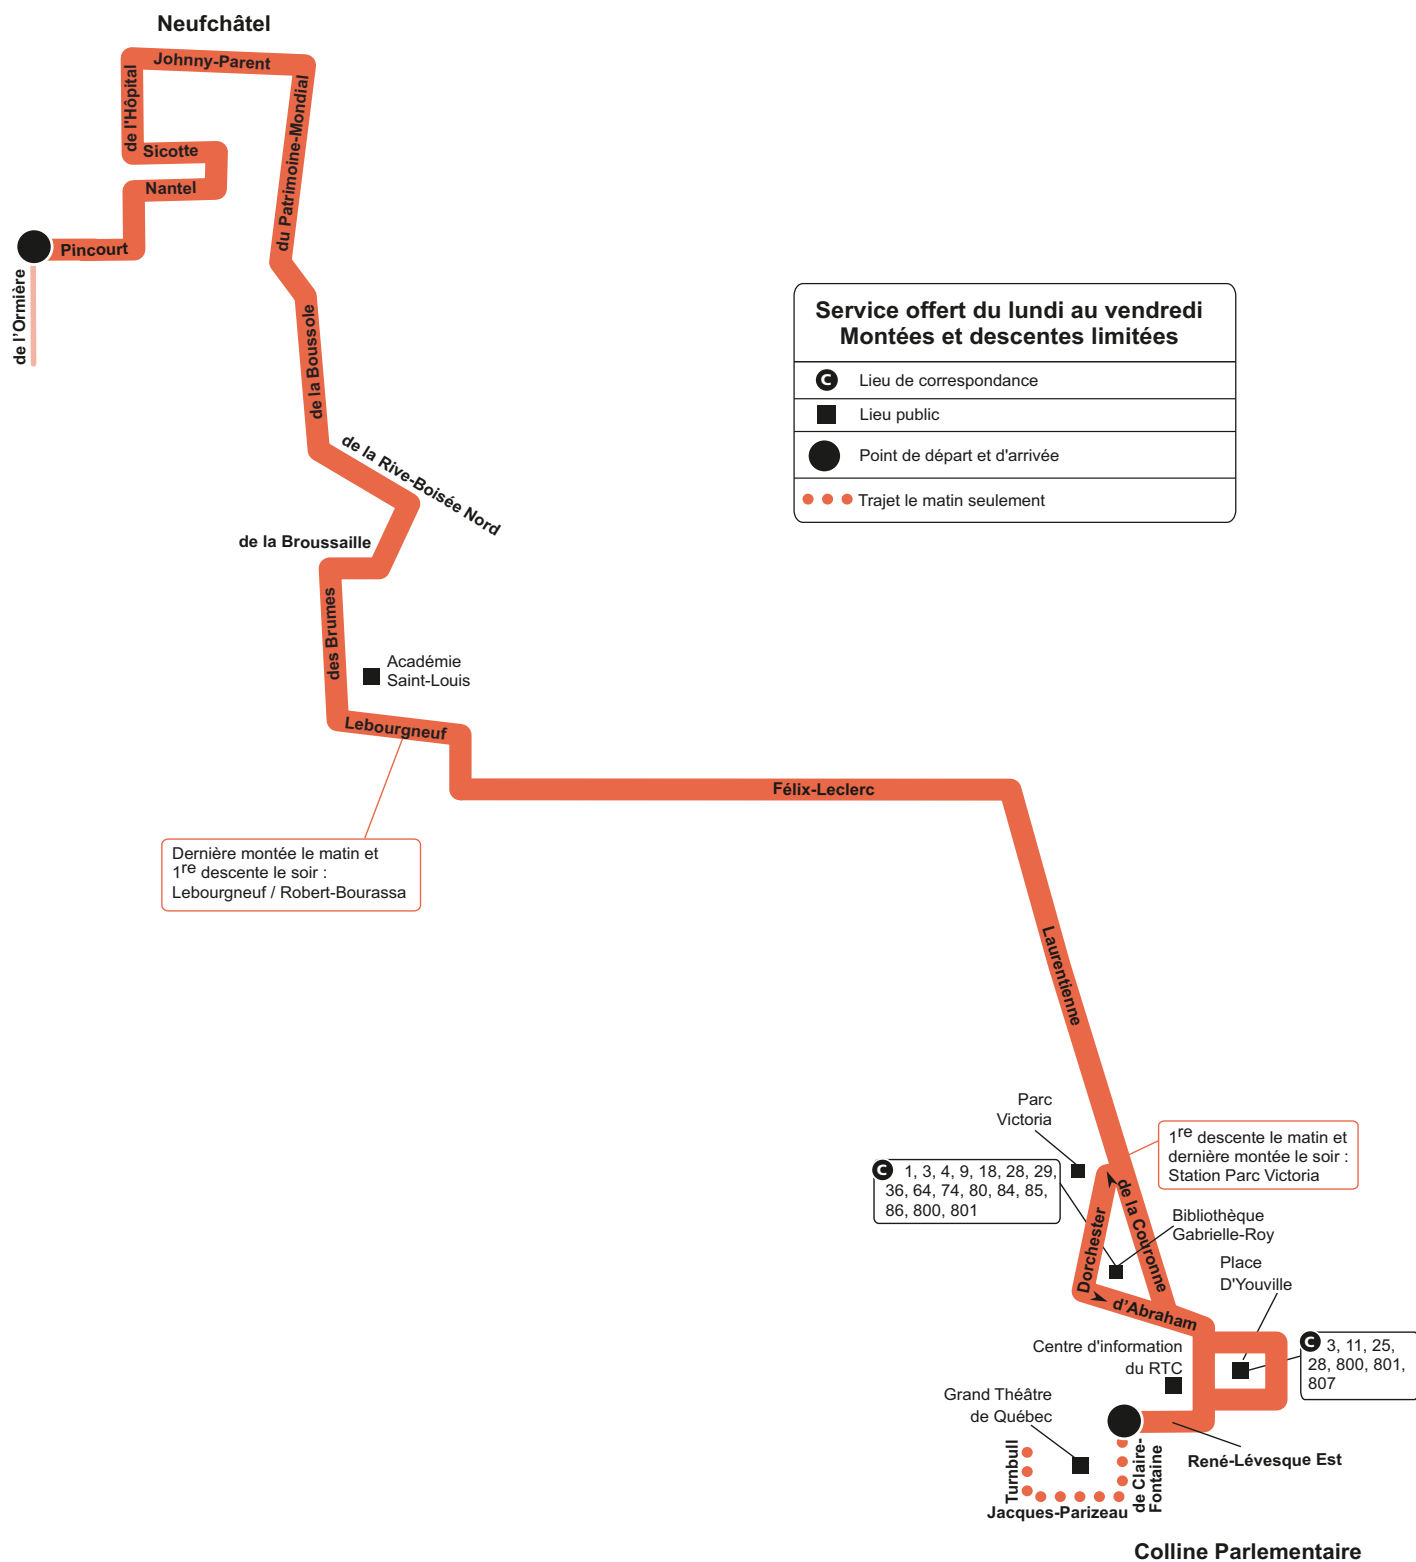 Neufchâtel
Johnny-Parent
de l'Hôpital
du Patrimoine-Mondial
Sicotte
Nantel
Pincourt
de l'Ormière
Service offert du lundi au vendredi
Montées et descentes limitées
C Lieu de correspondance
Lieu public
Point de départ et d'arrivée
Trajet le matin seulement
de la Boussole
de la Rive-Boisée Nord
de la Broussaille
des Brumes
Académie
Saint-Louis
Lebourgneuf
Félix-Leclerc
Dernière montée le matin et
1re descente le soir :
Lebourgneuf / Robert-Bourassa
Laurentienne
Parc
Victoria
1re descente le matin et
dernière montée le soir :
Station Parc Victoria
C 1, 3, 4, 9, 18, 28, 29,
36, 64, 74, 80, 84, 85,
86, 800, 801
de la Couronne
Dorchester
Bibliothèque
Gabrielle-Roy
Place
D'Youville
d'Abraham
Centre d'information
du RTC
C 3, 11, 25,
28, 800, 801,
807
Grand Théâtre
de Québec
Turnbull
de Claire-
Fontaine
René-Lévesque Est
Jacques-Parizeau
Colline Parlementaire